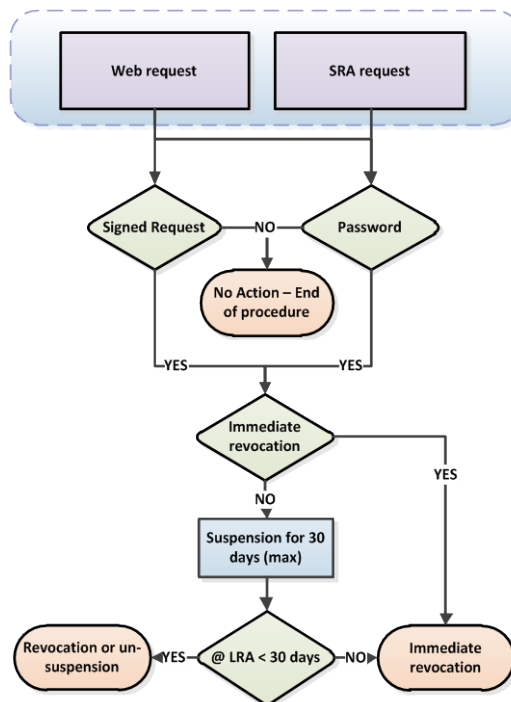 Web request
SRA request
Signed Request
NO
Password
No Action – End
of procedure
YES
YES
Immediate
revocation
YES
NO
Suspension for 30
days (max)
Revocation or un-
suspension
YES
@ LRA < 30 days
NO
Immediate
revocation